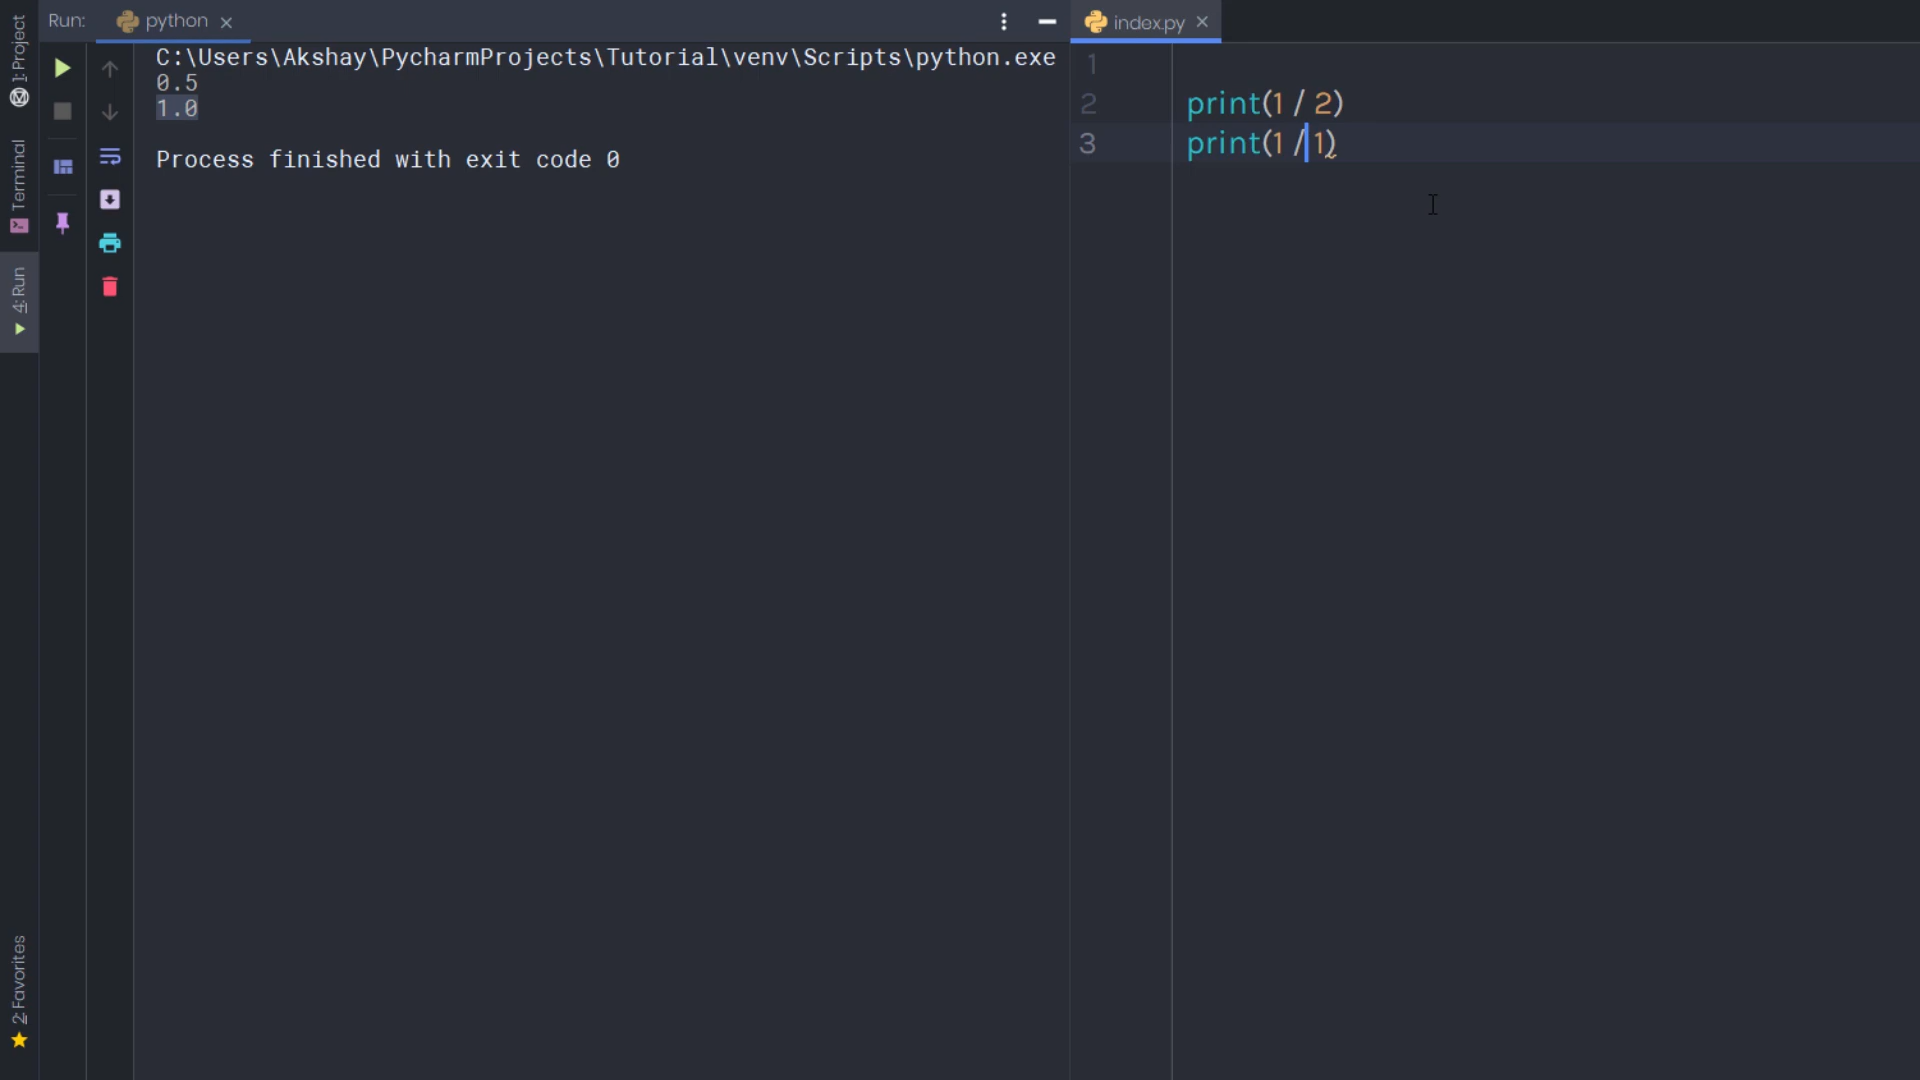 Run: python
C:\Users\Akshay\PycharmProjects\Tutorial\venv\Scripts\python.exe
0.5
1.0
Process finished with exit code 0
index.py
1
2 print(1 / 2)
3 print(1 / 1)
1: Project
Terminal
4: Run
2: Favorites